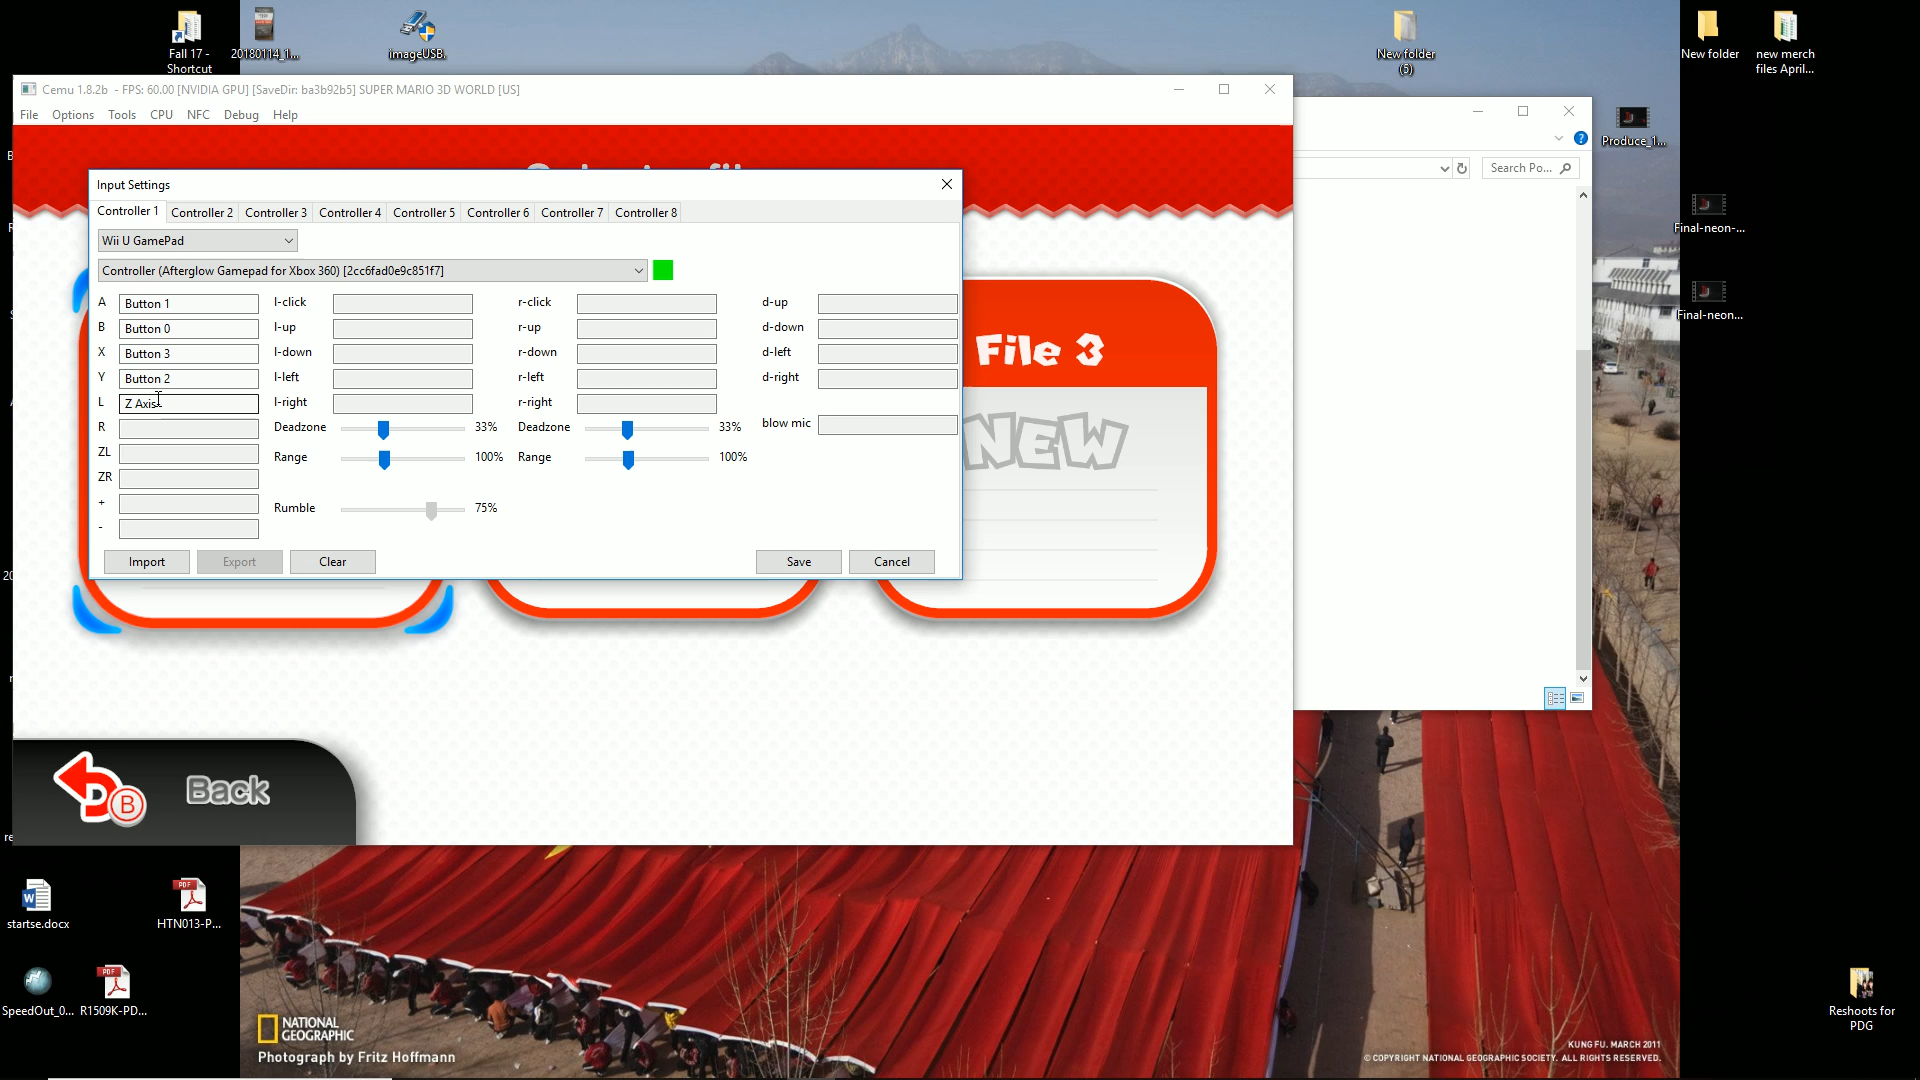 Fall 17 -
Shortcut
20180114_1...
imageUSB.
New folder
(5)
New folder
new merch
files April...
Cemu 1.8.2b - FPS: 60.00 [NVIDIA GPU] [SaveDir: ba3b92b5] SUPER MARIO 3D WORLD [US]
File Options Tools CPU NFC Debug Help
Produce_1...
Search Po...
Input Settings
Controller 1 Controller 2 Controller 3 Controller 4 Controller 5 Controller 6 Controller 7 Controller 8
Wii U GamePad
Controller (Afterglow Gamepad for Xbox 360) [2cc6fad0e9c851f7]
A Button 1 l-click r-click d-up
B Button 0 l-up r-up d-down
X Button 3 l-down r-down d-left
Y Button 2 l-left r-left d-right
L Z Axis- l-right r-right
R Deadzone 33% Deadzone 33% blow mic
ZL Range 100% Range 100%
ZR
+ Rumble 75%
-
Import Export Clear Save Cancel
File 3
NEW
Final-neon-...
Final-neon...
B Back
startse.docx
HTN013-P...
SpeedOut_0...
R1509K-PD...
Reshoots for
PDG
NATIONAL
GEOGRAPHIC
Photograph by Fritz Hoffmann
KUNG FU. MARCH 2011
© COPYRIGHT NATIONAL GEOGRAPHIC SOCIETY. ALL RIGHTS RESERVED.